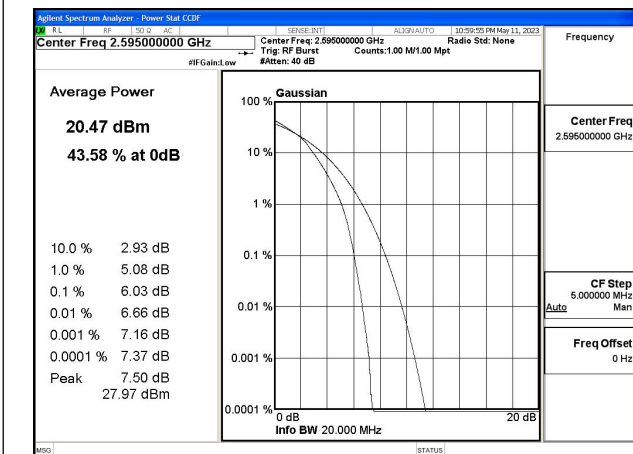 Agilent Spectrum Analyzer - Power Stat CCDF
LXI RL RF 50 Ω AC SENSE:INT ALIGN AUTO 10:59:55 PM May 11, 2023
Center Freq 2.595000000 GHz
Center Freq: 2.595000000 GHz Radio Std: None
Trig: RF Burst Counts:1.00 M/1.00 Mpt
#IFGain:Low #Atten: 40 dB
Frequency
Average Power
20.47 dBm
43.58 % at 0dB
10.0 % 2.93 dB
1.0 % 5.08 dB
0.1 % 6.03 dB
0.01 % 6.66 dB
0.001 % 7.16 dB
0.0001 % 7.37 dB
Peak 7.50 dB
27.97 dBm
Gaussian
100 %
10 %
1 %
0.1 %
0.01 %
0.001 %
0.0001 %
0 dB 20 dB
Info BW 20.000 MHz
Center Freq
2.595000000 GHz
CF Step
5.000000 MHz
Auto Man
Freq Offset
0 Hz
MSG STATUS